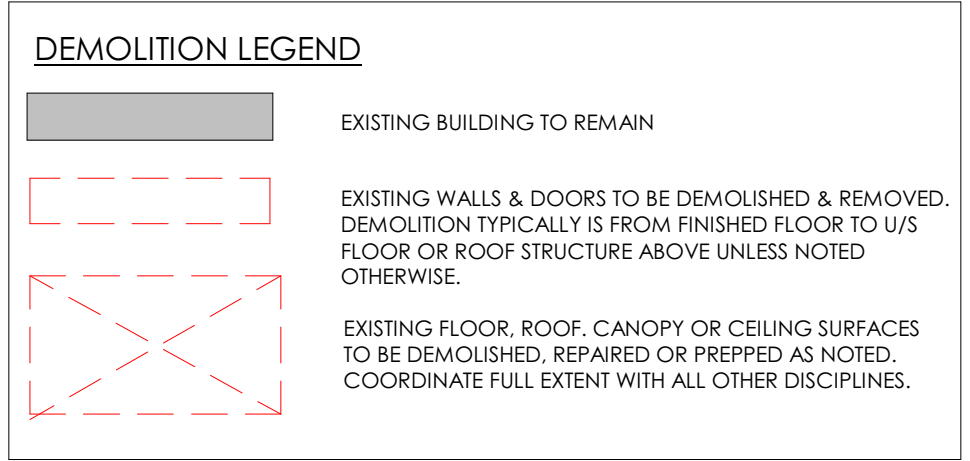 DEMOLITION LEGEND
EXISTING BUILDING TO REMAIN
EXISTING WALLS & DOORS TO BE DEMOLISHED & REMOVED.
DEMOLITION TYPICALLY IS FROM FINISHED FLOOR TO U/S
FLOOR OR ROOF STRUCTURE ABOVE UNLESS NOTED
OTHERWISE.
EXISTING FLOOR, ROOF. CANOPY OR CEILING SURFACES
TO BE DEMOLISHED, REPAIRED OR PREPPED AS NOTED.
COORDINATE FULL EXTENT WITH ALL OTHER DISCIPLINES.